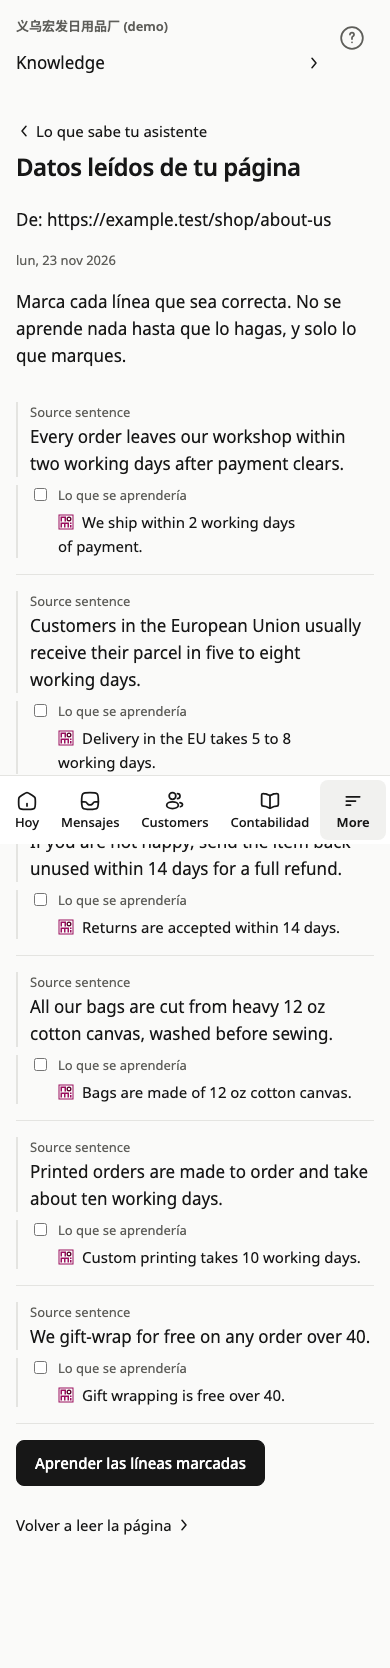 义乌宏发日用品厂 (demo)
Knowledge
Lo que sabe tu asistente
Datos leídos de tu página
De: https://example.test/shop/about-us
lun, 23 nov 2026
Marca cada línea que sea correcta. No se
aprende nada hasta que lo hagas, y solo lo
que marques.
Source sentence
Every order leaves our workshop within
two working days after payment clears.
Lo que se aprendería
We ship within 2 working days
of payment.
Source sentence
Customers in the European Union usually
receive their parcel in five to eight
working days.
Lo que se aprendería
Delivery in the EU takes 5 to 8
working days.
Hoy
Mensajes
Customers
Contabilidad
More
If you are not happy, send the item back
unused within 14 days for a full refund.
Lo que se aprendería
Returns are accepted within 14 days.
Source sentence
All our bags are cut from heavy 12 oz
cotton canvas, washed before sewing.
Lo que se aprendería
Bags are made of 12 oz cotton canvas.
Source sentence
Printed orders are made to order and take
about ten working days.
Lo que se aprendería
Custom printing takes 10 working days.
Source sentence
We gift-wrap for free on any order over 40.
Lo que se aprendería
Gift wrapping is free over 40.
Aprender las líneas marcadas
Volver a leer la página